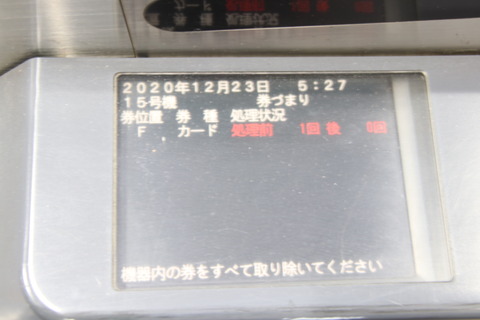 2020年12月23日 5:27
15号機 券づまり
券位置 券種 処理状況
F カード 処理前 1回 後 0回
機器内の券をすべて取り除いてください